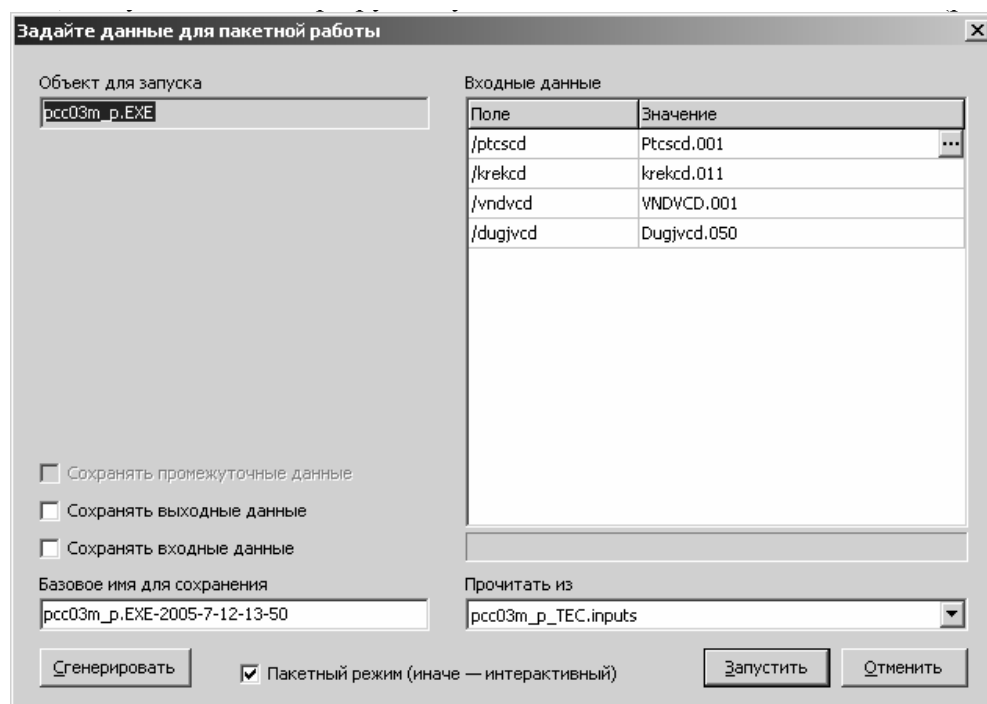 Задайте данные для пакетной работы
Объект для запуска
pcc03m_p.EXE
Входные данные
Поле Значение
/ptcscd Ptcscd.001 ...
/krekcd krekcd.011
/vndvcd VNDVCD.001
/dugjvcd Dugjvcd.050
Сохранять промежуточные данные
Сохранять выходные данные
Сохранять входные данные
Базовое имя для сохранения
pcc03m_p.EXE-2005-7-12-13-50
Прочитать из
pcc03m_p_TEC.inputs
Сгенерировать
Пакетный режим (иначе — интерактивный)
Запустить
Отменить